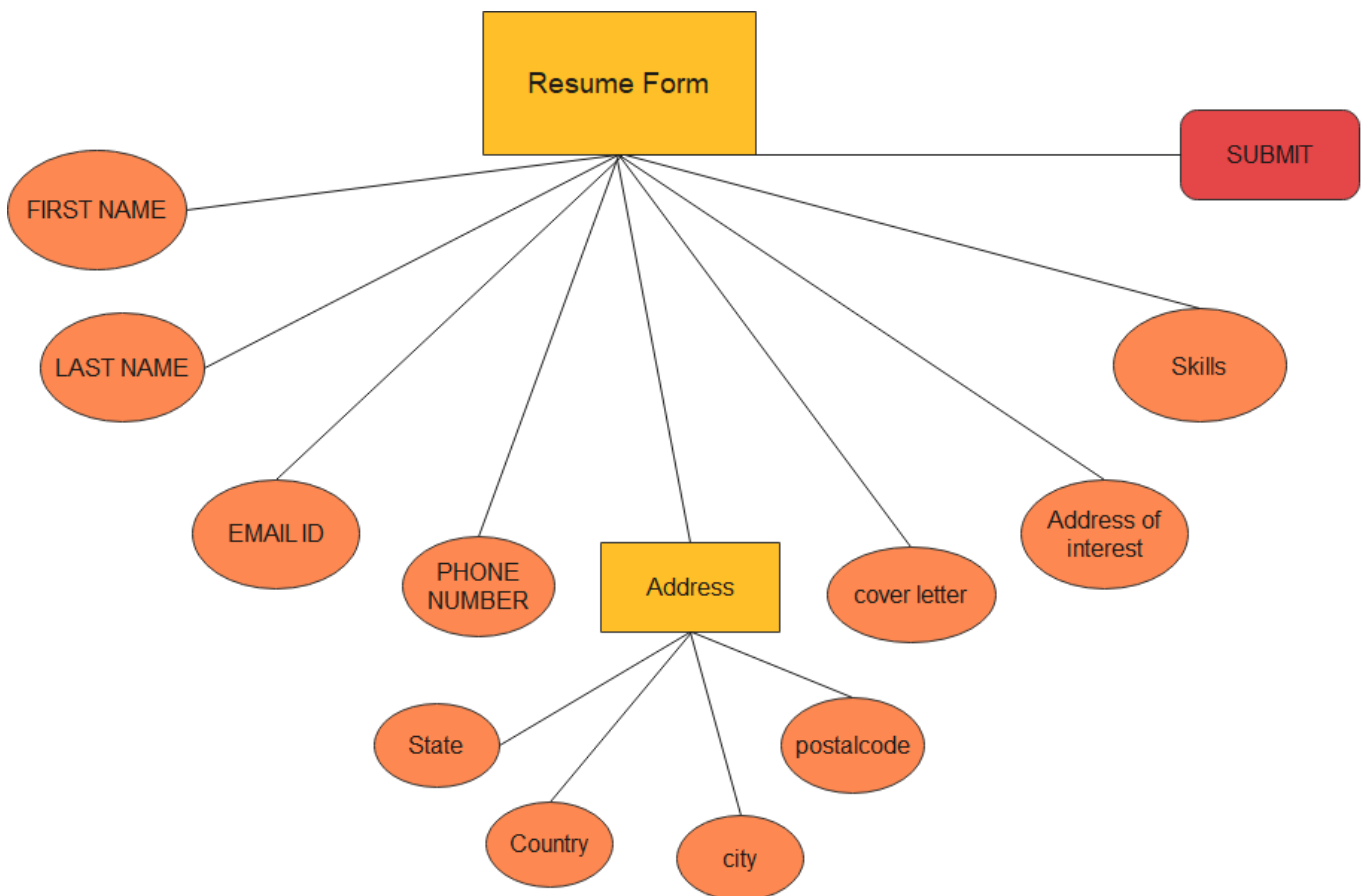 Resume Form
SUBMIT
FIRST NAME
LAST NAME
Skills
EMAIL ID
PHONE
NUMBER
Address
cover letter
Address of
interest
State
postalcode
Country
city